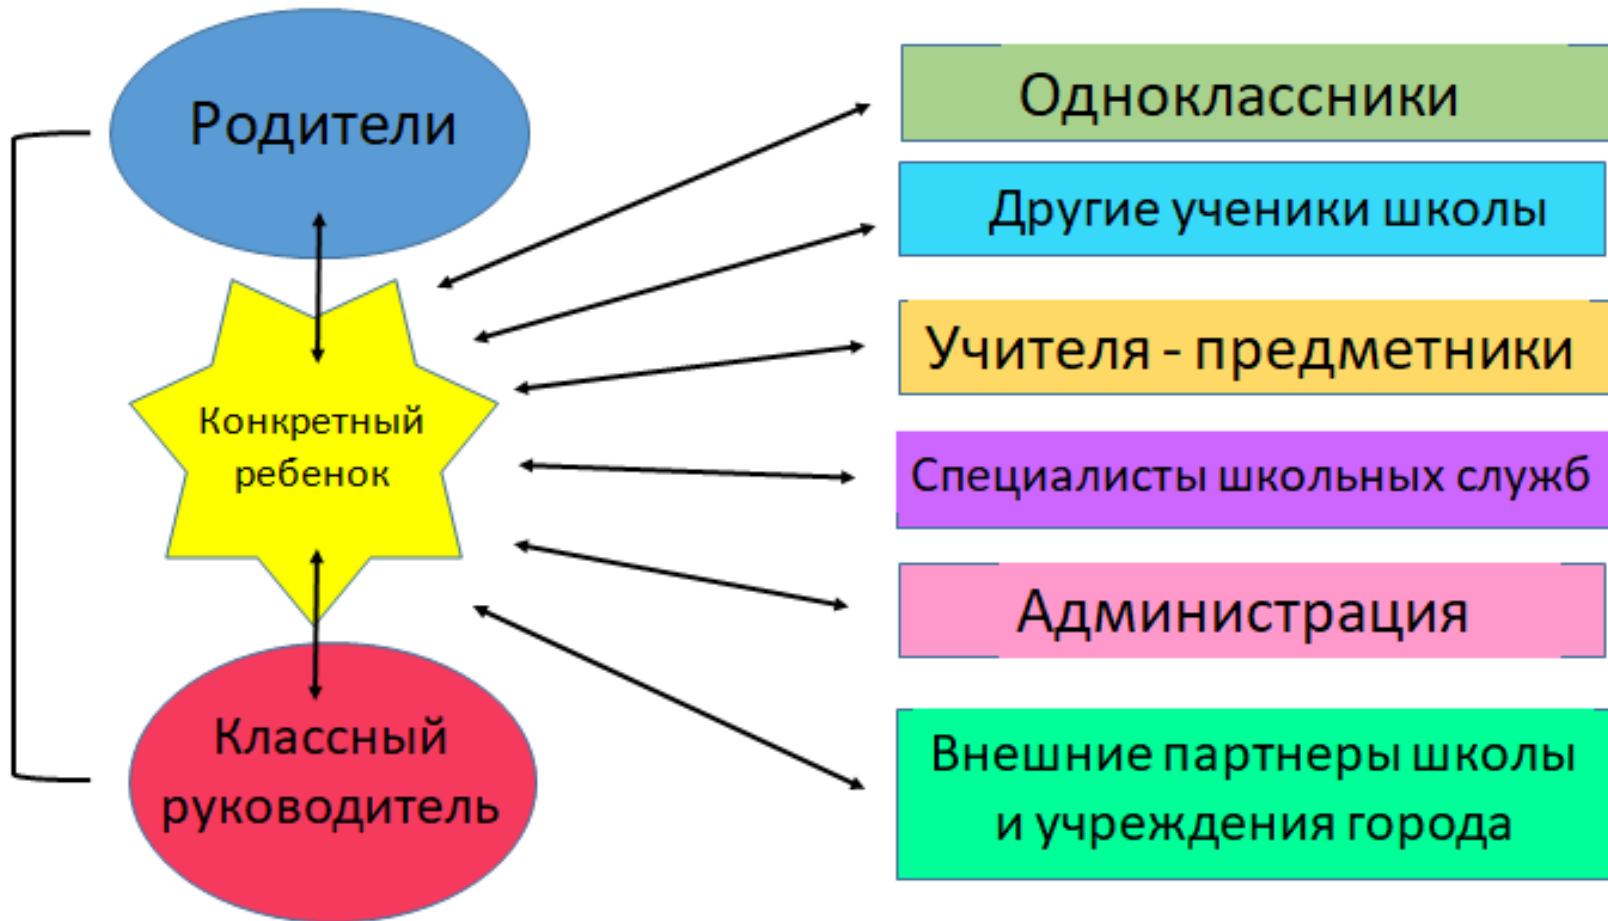 Родители
Конкретный
ребенок
Классный
руководитель
Одноклассники
Другие ученики школы
Учителя - предметники
Специалисты школьных служб
Администрация
Внешние партнеры школы
и учреждения города